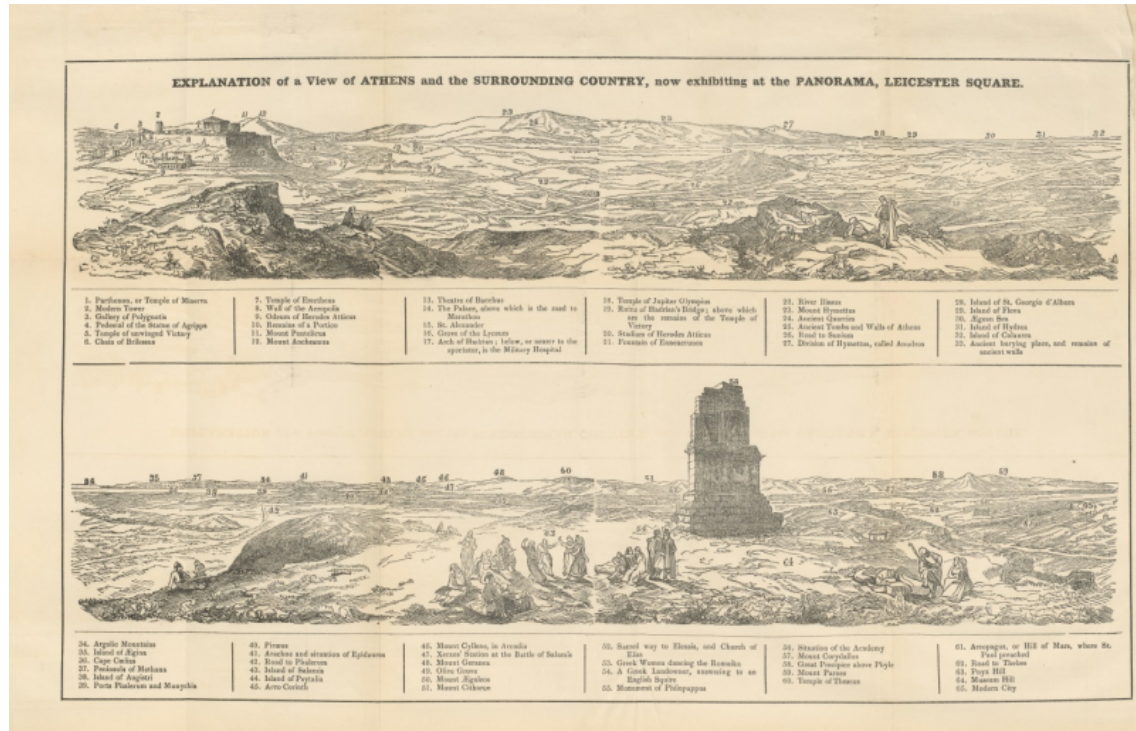 EXPLANATION of a View of ATHENS and the SURROUNDING COUNTRY, now exhibiting at the PANORAMA, LEICESTER SQUARE.
1. Parthenon, or Temple of Minerva
2. Modern Tower
3. Gallery of Polygnotus
4. Pedestal of the Statue of Agrippa
5. Temple of unwinged Victory
6. Chain of Brilessus
7. Temple of Erectheus
8. Wall of the Acropolis
9. Odeum of Herodes Atticus
10. Remains of a Portico
11. Mount Pentelicus
12. Mount Anchesmus
13. Theatre of Bacchus
14. The Palace, above which is the road to
Marathon
15. St. Alexander
16. Grove of the Lyceum
17. Arch of Hadrian; below, or nearer to the
spectator, is the Military Hospital
18. Temple of Jupiter Olympius
19. Ruins of Hadrian's Bridge; above which
are the remains of the Temple of
Victory
20. Stadium of Herodes Atticus
21. Fountain of
22. River Ilissus
23. Mount Hymettus
24. Ancient Quarries
25. Ancient Tombs and Walls of Athens
26. Road to Sunium
27. Division of Hymettus, called
28. Island of St. Georgio d'Albora
29. Island of
30. Ægean Sea
31. Island of Hydrea
32. Island of Calaurea
33. Ancient burying place, and remains of
ancient walls
34. Argolic Mountains
35. Island of Ægina
36. Cape
37. Peninsula of Methana
38. Island of Angistri
39. Ports Phalerum and Munychia
40. Piræus
41. Arachne and situation of Epidaurus
42. Road to Phalerum
43. Island of Salamis
44. Island of Psytalia
45. Acro Corinth
46. Mount Cyllene, in Arcadia
47. Xerxes' Station at the Battle of Salamis
48. Mount Geranea
49. Olive Groves
50. Mount Ægaleos
51. Mount Cithæron
52. Sacred way to Eleusis, and Church of
Elias
53. Greek Women dancing the Romaika
54. A Greek Landowner, answering to an
English Squire
55. Monument of Philopappus
56. Situation of the Academy
57. Mount Corydallus
58. Great Precipice above Phyle
59. Mount Parnes
60. Temple of Theseus
61. Areopagus, or Hill of Mars, where St.
Paul preached
62. Road to Thebes
63. Pnyx Hill
64. Museum Hill
65. Modern City